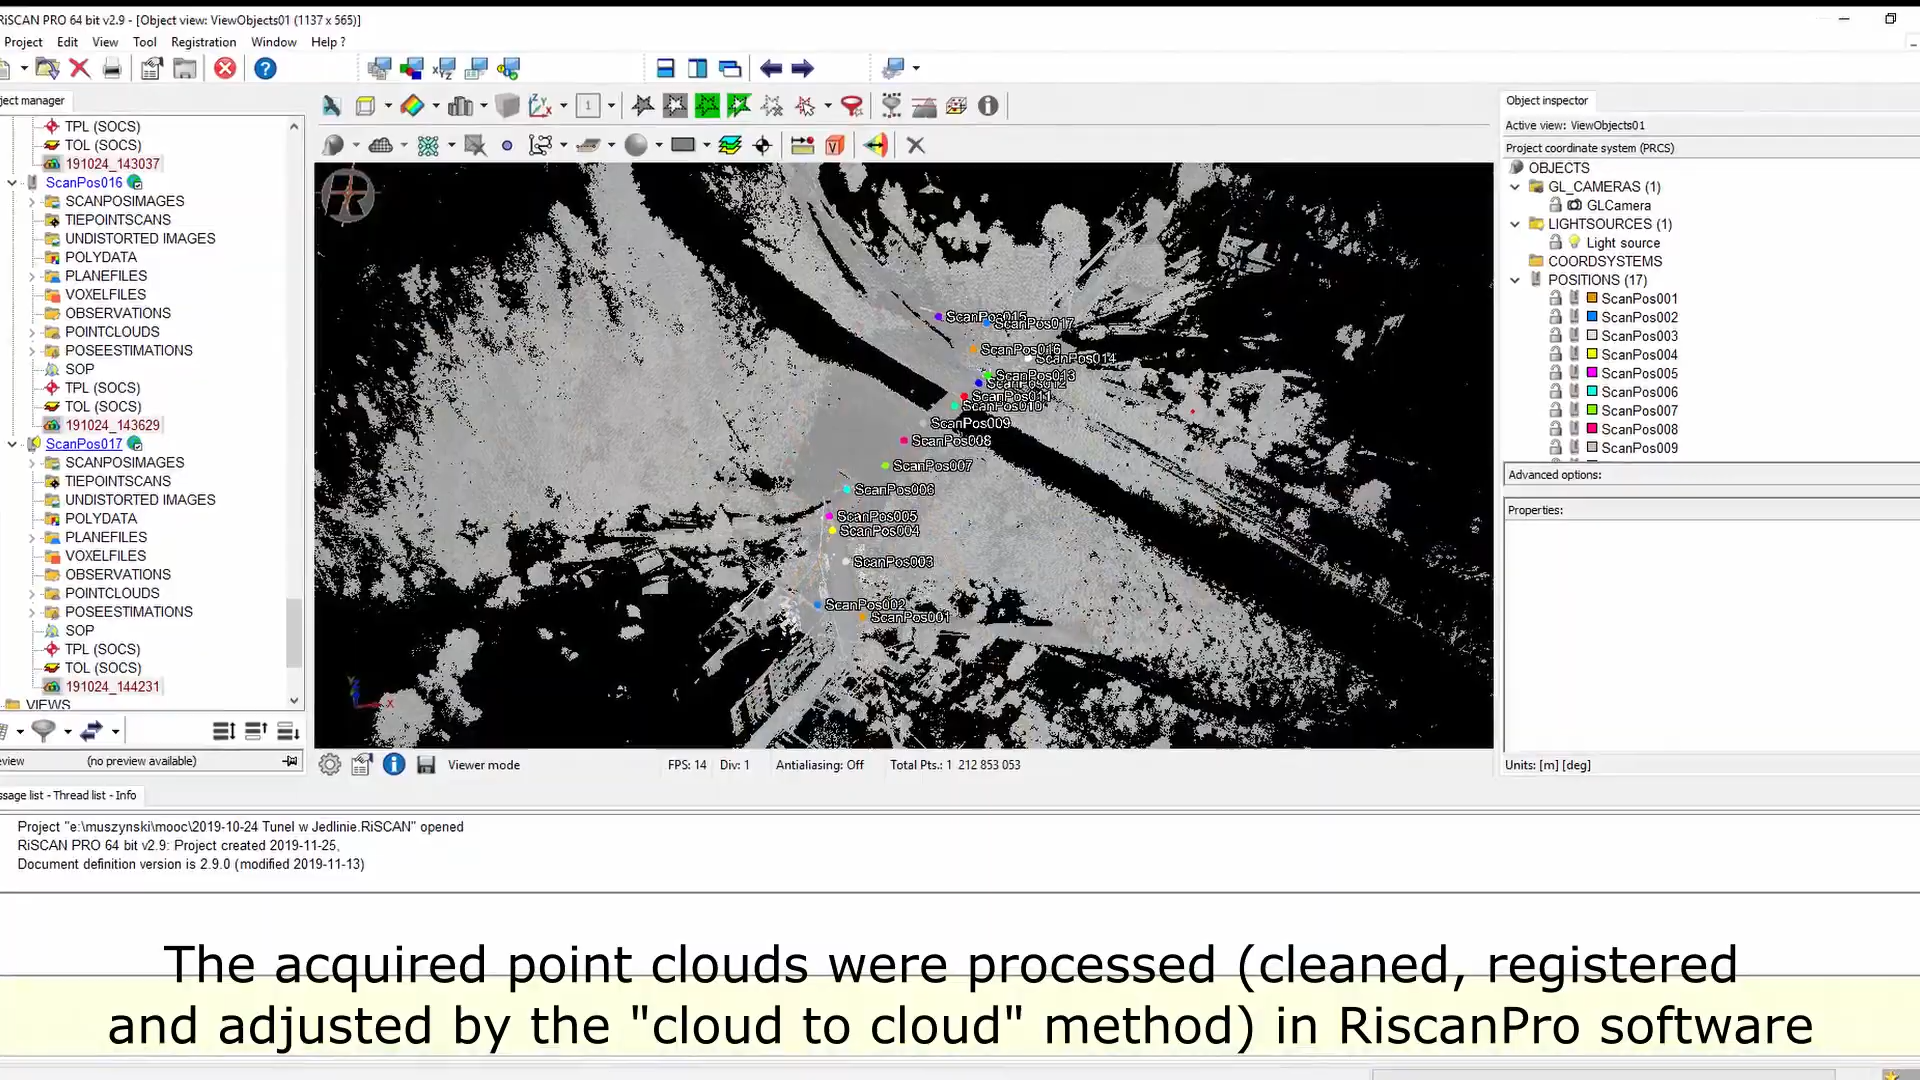 RiSCAN PRO 64 bit v2.9 - [Object view: ViewObjects01 (1137 x 565)]
Project Edit View Tool Registration Window Help ?
ject manager
TPL (SOCS)
TOL (SOCS)
191024_143037
ScanPos016
SCANPOSIMAGES
TIEPOINTSCANS
UNDISTORTED IMAGES
POLYDATA
PLANEFILES
VOXELFILES
OBSERVATIONS
POINTCLOUDS
POSEESTIMATIONS
SOP
TPL (SOCS)
TOL (SOCS)
191024_143629
ScanPos017
SCANPOSIMAGES
TIEPOINTSCANS
UNDISTORTED IMAGES
POLYDATA
PLANEFILES
VOXELFILES
OBSERVATIONS
POINTCLOUDS
POSEESTIMATIONS
SOP
TPL (SOCS)
TOL (SOCS)
191024_144231
VIEWS
eview (no preview available)
1
ScanPos015
ScanPos017
ScanPos016
ScanPos014
ScanPos013
ScanPos012
ScanPos011
ScanPos010
ScanPos009
ScanPos008
ScanPos007
ScanPos006
ScanPos005
ScanPos004
ScanPos003
ScanPos002
ScanPos001
X
Viewer mode FPS: 14 Div: 1 Antialiasing: Off Total Pts.: 1 212 853 053
Object inspector
Active view: ViewObjects01
Project coordinate system (PRCS)
OBJECTS
GL_CAMERAS (1)
GLCamera
LIGHTSOURCES (1)
Light source
COORDSYSTEMS
POSITIONS (17)
ScanPos001
ScanPos002
ScanPos003
ScanPos004
ScanPos005
ScanPos006
ScanPos007
ScanPos008
ScanPos009
Advanced options:
Properties:
Units: [m] [deg]
ssage list - Thread list - Info
Project "e:\muszynski\mooc\2019-10-24 Tunel w Jedlinie.RiSCAN" opened
RiSCAN PRO 64 bit v2.9: Project created 2019-11-25,
Document definition version is 2.9.0 (modified 2019-11-13)
The acquired point clouds were processed (cleaned, registered
and adjusted by the "cloud to cloud" method) in RiscanPro software